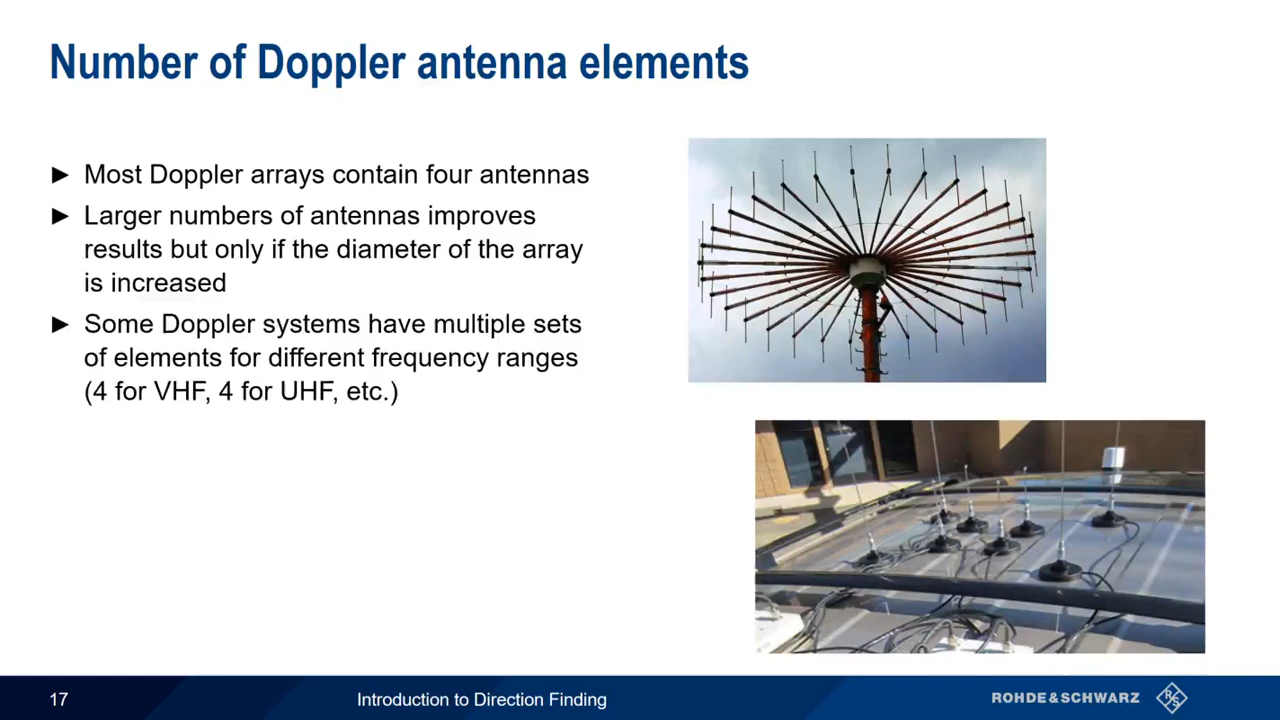 Number of Doppler antenna elements
► Most Doppler arrays contain four antennas
► Larger numbers of antennas improves
results but only if the diameter of the array
is increased
► Some Doppler systems have multiple sets
of elements for different frequency ranges
(4 for VHF, 4 for UHF, etc.)
17
Introduction to Direction Finding
ROHDE&SCHWARZ
R&S